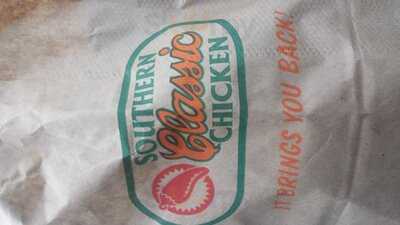 SOUTHERN
Classic
CHICKEN
IT BRINGS YOU BACK!